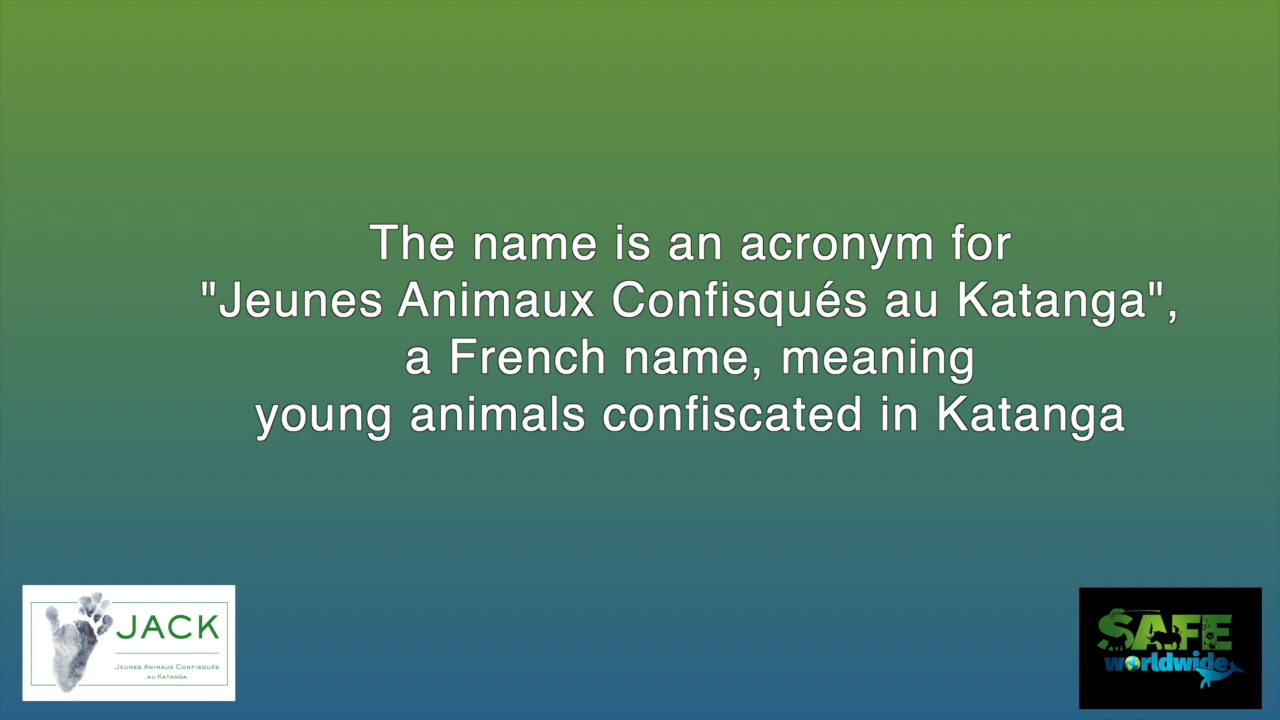 The name is an acronym for
"Jeunes Animaux Confisqués au Katanga",
a French name, meaning
young animals confiscated in Katanga
JACK
Jeunes Animaux Confisqués
au Katanga
SAFE
worldwide